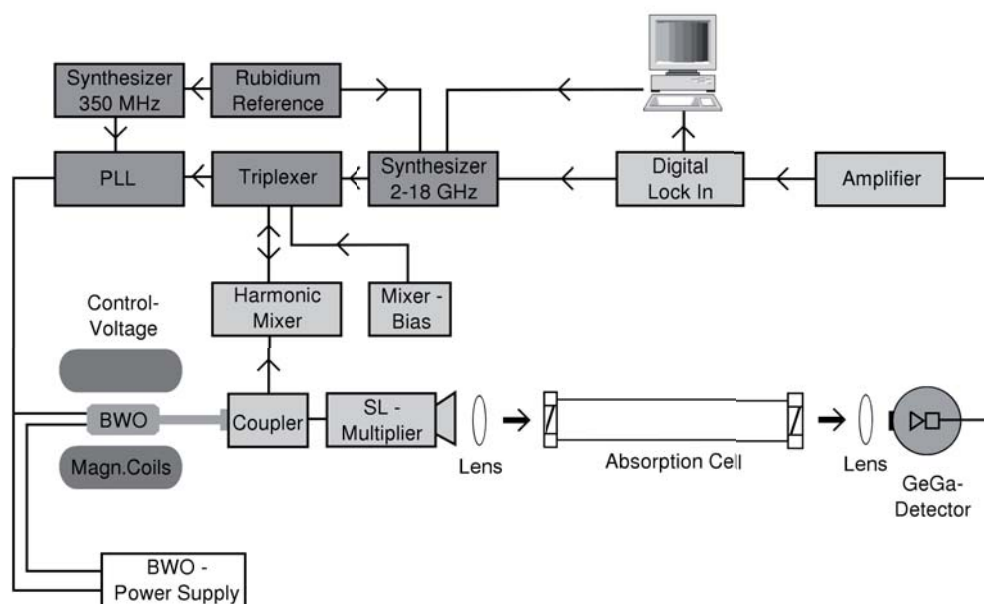 Synthesizer
350 MHz
Rubidium
Reference
PLL
Triplexer
Synthesizer
2-18 GHz
Digital
Lock In
Amplifier
Harmonic
Mixer
Mixer -
Bias
Control-
Voltage
BWO
Magn.Coils
Coupler
SL -
Multiplier
Lens
Absorption Cell
Lens
GeGa-
Detector
BWO -
Power Supply